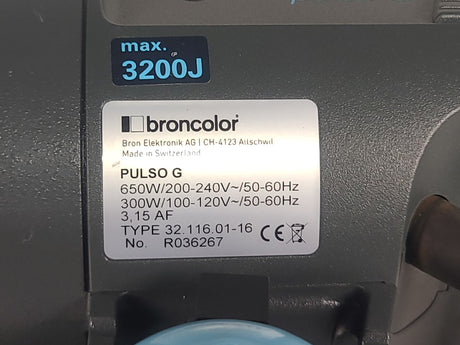 max.
3200J
broncolor
Bron Elektronik AG | CH-4123 Allschwil
Made in Switzerland
PULSO G
650W/200-240V~/50-60Hz
300W/100-120V~/50-60Hz
3,15 AF
TYPE 32.116.01-16
No. R036267
CE